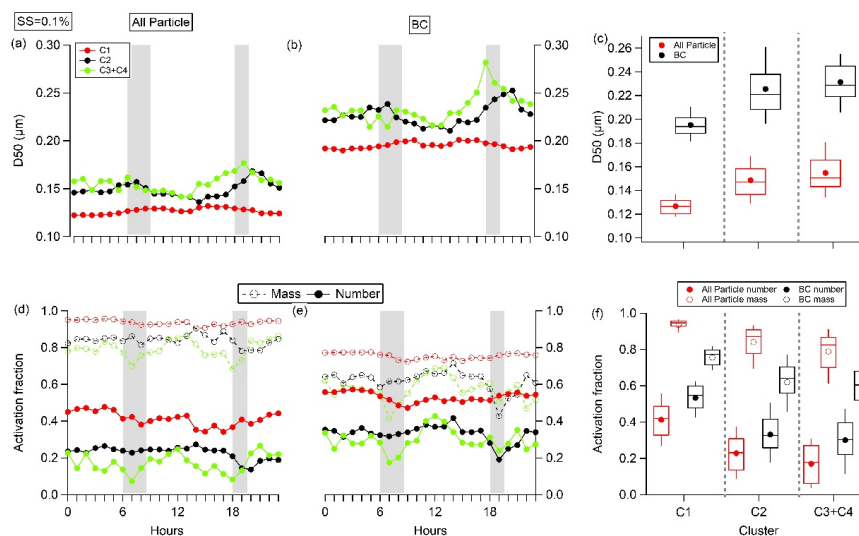 SS=0.1%
All Particle
BC
(a)
C1
C2
C3+C4
D50 (μm)
0.30
0.25
0.20
0.15
0.10
(b)
0.30
0.25
0.20
0.15
0.10
(c)
All Particle
BC
D50 (μm)
0.26
0.24
0.22
0.20
0.18
0.16
0.14
0.12
0.10
Mass
Number
(d)
Activation fraction
1.0
0.8
0.6
0.4
0.2
0.0
0
6
12
18
Hours
(e)
1.0
0.8
0.6
0.4
0.2
0.0
0
6
12
18
Hours
All Particle number
BC number
All Particle mass
BC mass
(f)
Activation fraction
1.0
0.8
0.6
0.4
0.2
0.0
C1
C2
C3+C4
Cluster